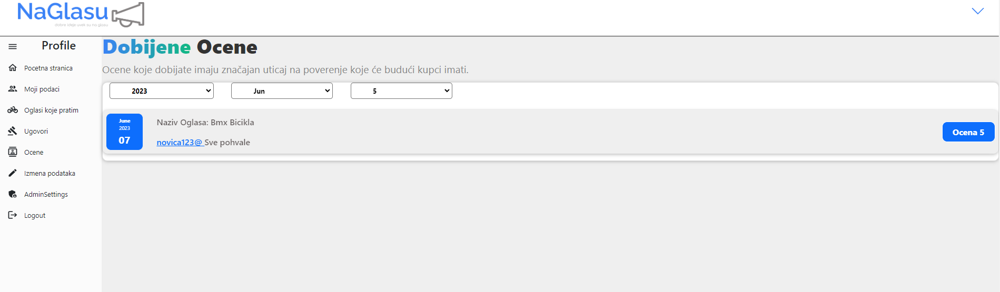 NaGlasu
dobre ideje uvek su na glasu
Profile
Pocetna stranica
Moji podaci
Oglasi koje pratim
Ugovori
Ocene
Izmena podataka
AdminSettings
Logout
Dobijene Ocene
Ocene koje dobijate imaju značajan uticaj na poverenje koje će budući kupci imati.
2023 Jun 5
June
2023
07
Naziv Oglasa: Bmx Bicikla
novica123@ Sve pohvale
Ocena 5